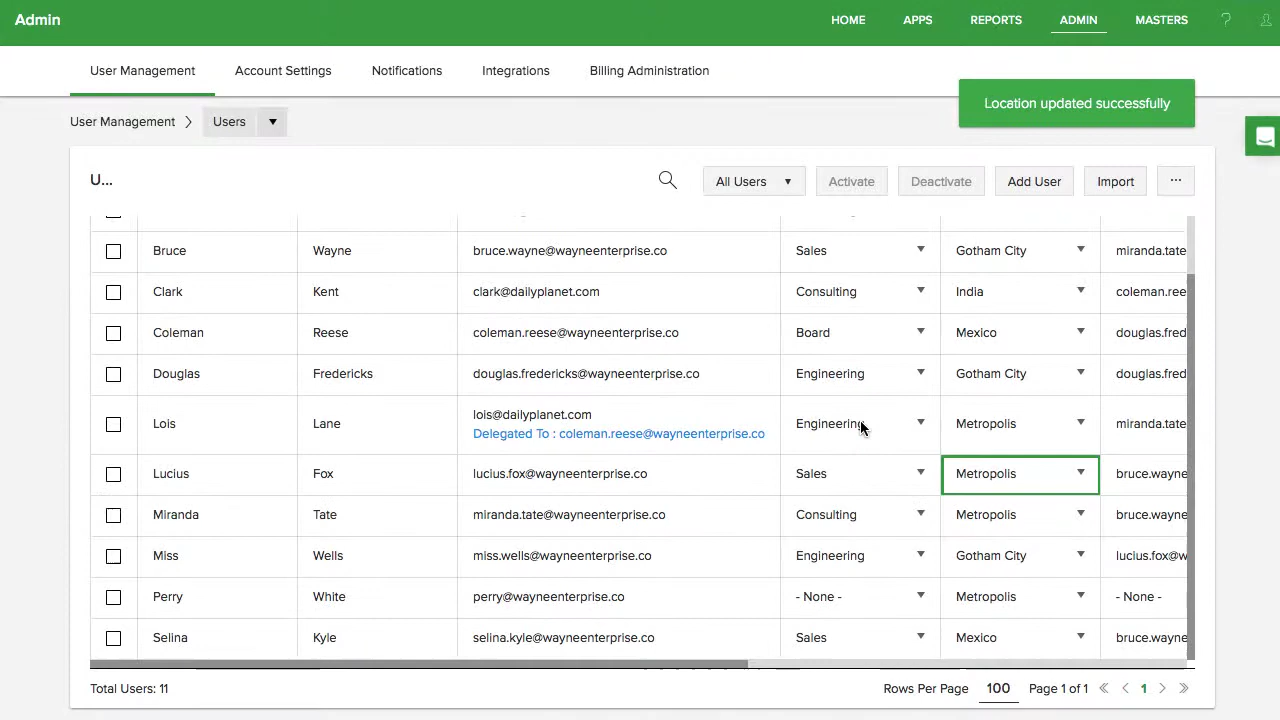 Admin HOME APPS REPORTS ADMIN MASTERS ?
User Management Account Settings Notifications Integrations Billing Administration
Location updated successfully
User Management Users
U... All Users Activate Deactivate Add User Import ...
Bruce Wayne bruce.wayne@wayneenterprise.co Sales Gotham City miranda.tate
Clark Kent clark@dailyplanet.com Consulting India coleman.ree
Coleman Reese coleman.reese@wayneenterprise.co Board Mexico douglas.fred
Douglas Fredericks douglas.fredericks@wayneenterprise.co Engineering Gotham City douglas.fred
Lois Lane lois@dailyplanet.com Engineering Metropolis miranda.tate
Delegated To : coleman.reese@wayneenterprise.co
Lucius Fox lucius.fox@wayneenterprise.co Sales Metropolis bruce.wayne
Miranda Tate miranda.tate@wayneenterprise.co Consulting Metropolis bruce.wayne
Miss Wells miss.wells@wayneenterprise.co Engineering Gotham City lucius.fox@w
Perry White perry@wayneenterprise.co - None - Metropolis - None -
Selina Kyle selina.kyle@wayneenterprise.co Sales Mexico bruce.wayne
Total Users: 11 Rows Per Page 100 Page 1 of 1 1